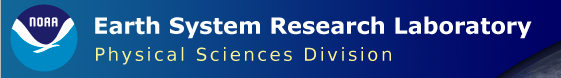 NOAA
Earth System Research Laboratory
Physical Sciences Division